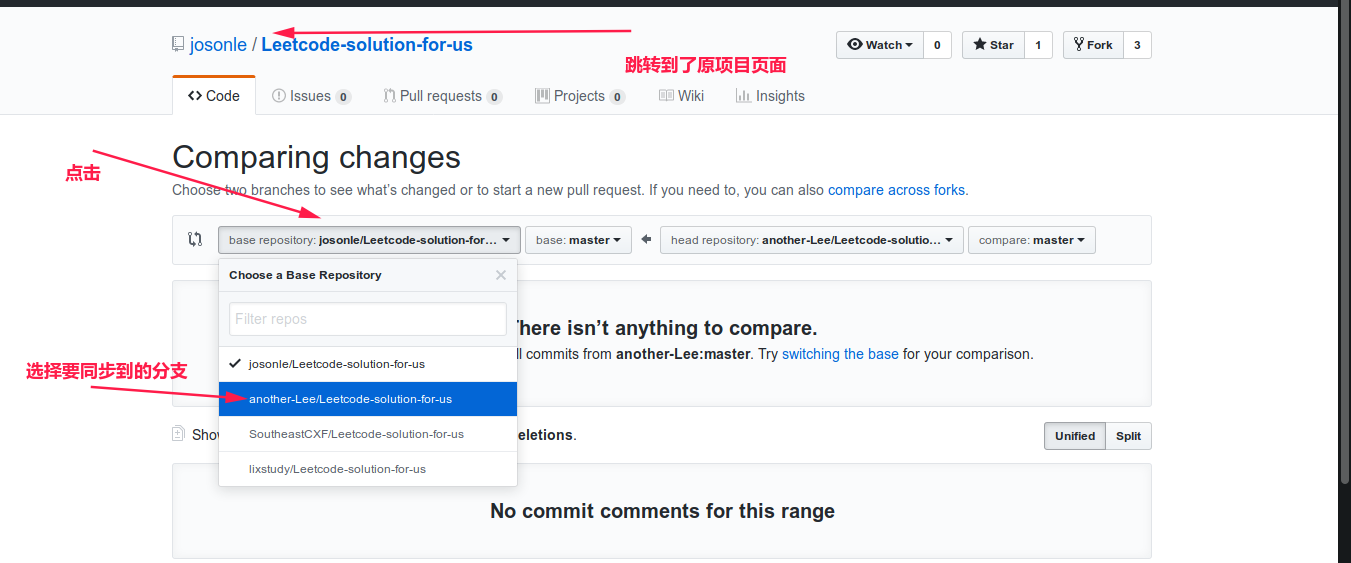 josonle / Leetcode-solution-for-us
Watch 0 Star 1 Fork 3
跳转到了原项目页面
Code Issues 0 Pull requests 0 Projects 0 Wiki Insights
Comparing changes
点击
Choose two branches to see what's changed or to start a new pull request. If you need to, you can also compare across forks.
base repository: josonle/Leetcode-solution-for... base: master head repository: another-Lee/Leetcode-solutio... compare: master
Choose a Base Repository
Filter repos
here isn't anything to compare.
ll commits from another-Lee:master. Try switching the base for your comparison.
选择要同步到的分支
josonle/Leetcode-solution-for-us
another-Lee/Leetcode-solution-for-us
SoutheastCXF/Leetcode-solution-for-us
Show
eletions.
Unified Split
lixstudy/Leetcode-solution-for-us
No commit comments for this range